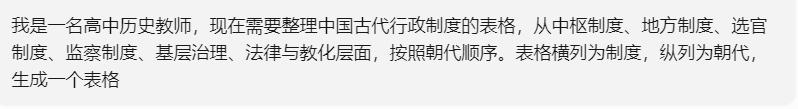 我是一名高中历史教师，现在需要整理中国古代行政制度的表格，从中枢制度、地方制度、选官
制度、监察制度、基层治理、法律与教化层面，按照朝代顺序。表格横列为制度，纵列为朝代，
生成一个表格